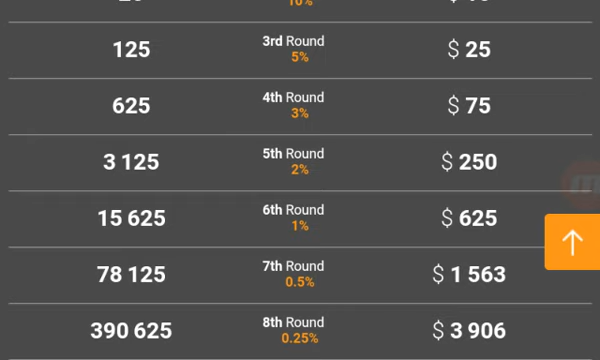 125 3rd Round $ 25
5%
625 4th Round $ 75
3%
3 125 5th Round $ 250
2%
15 625 6th Round $ 625
1%
78 125 7th Round $ 1 563
0.5%
390 625 8th Round $ 3 906
0.25%